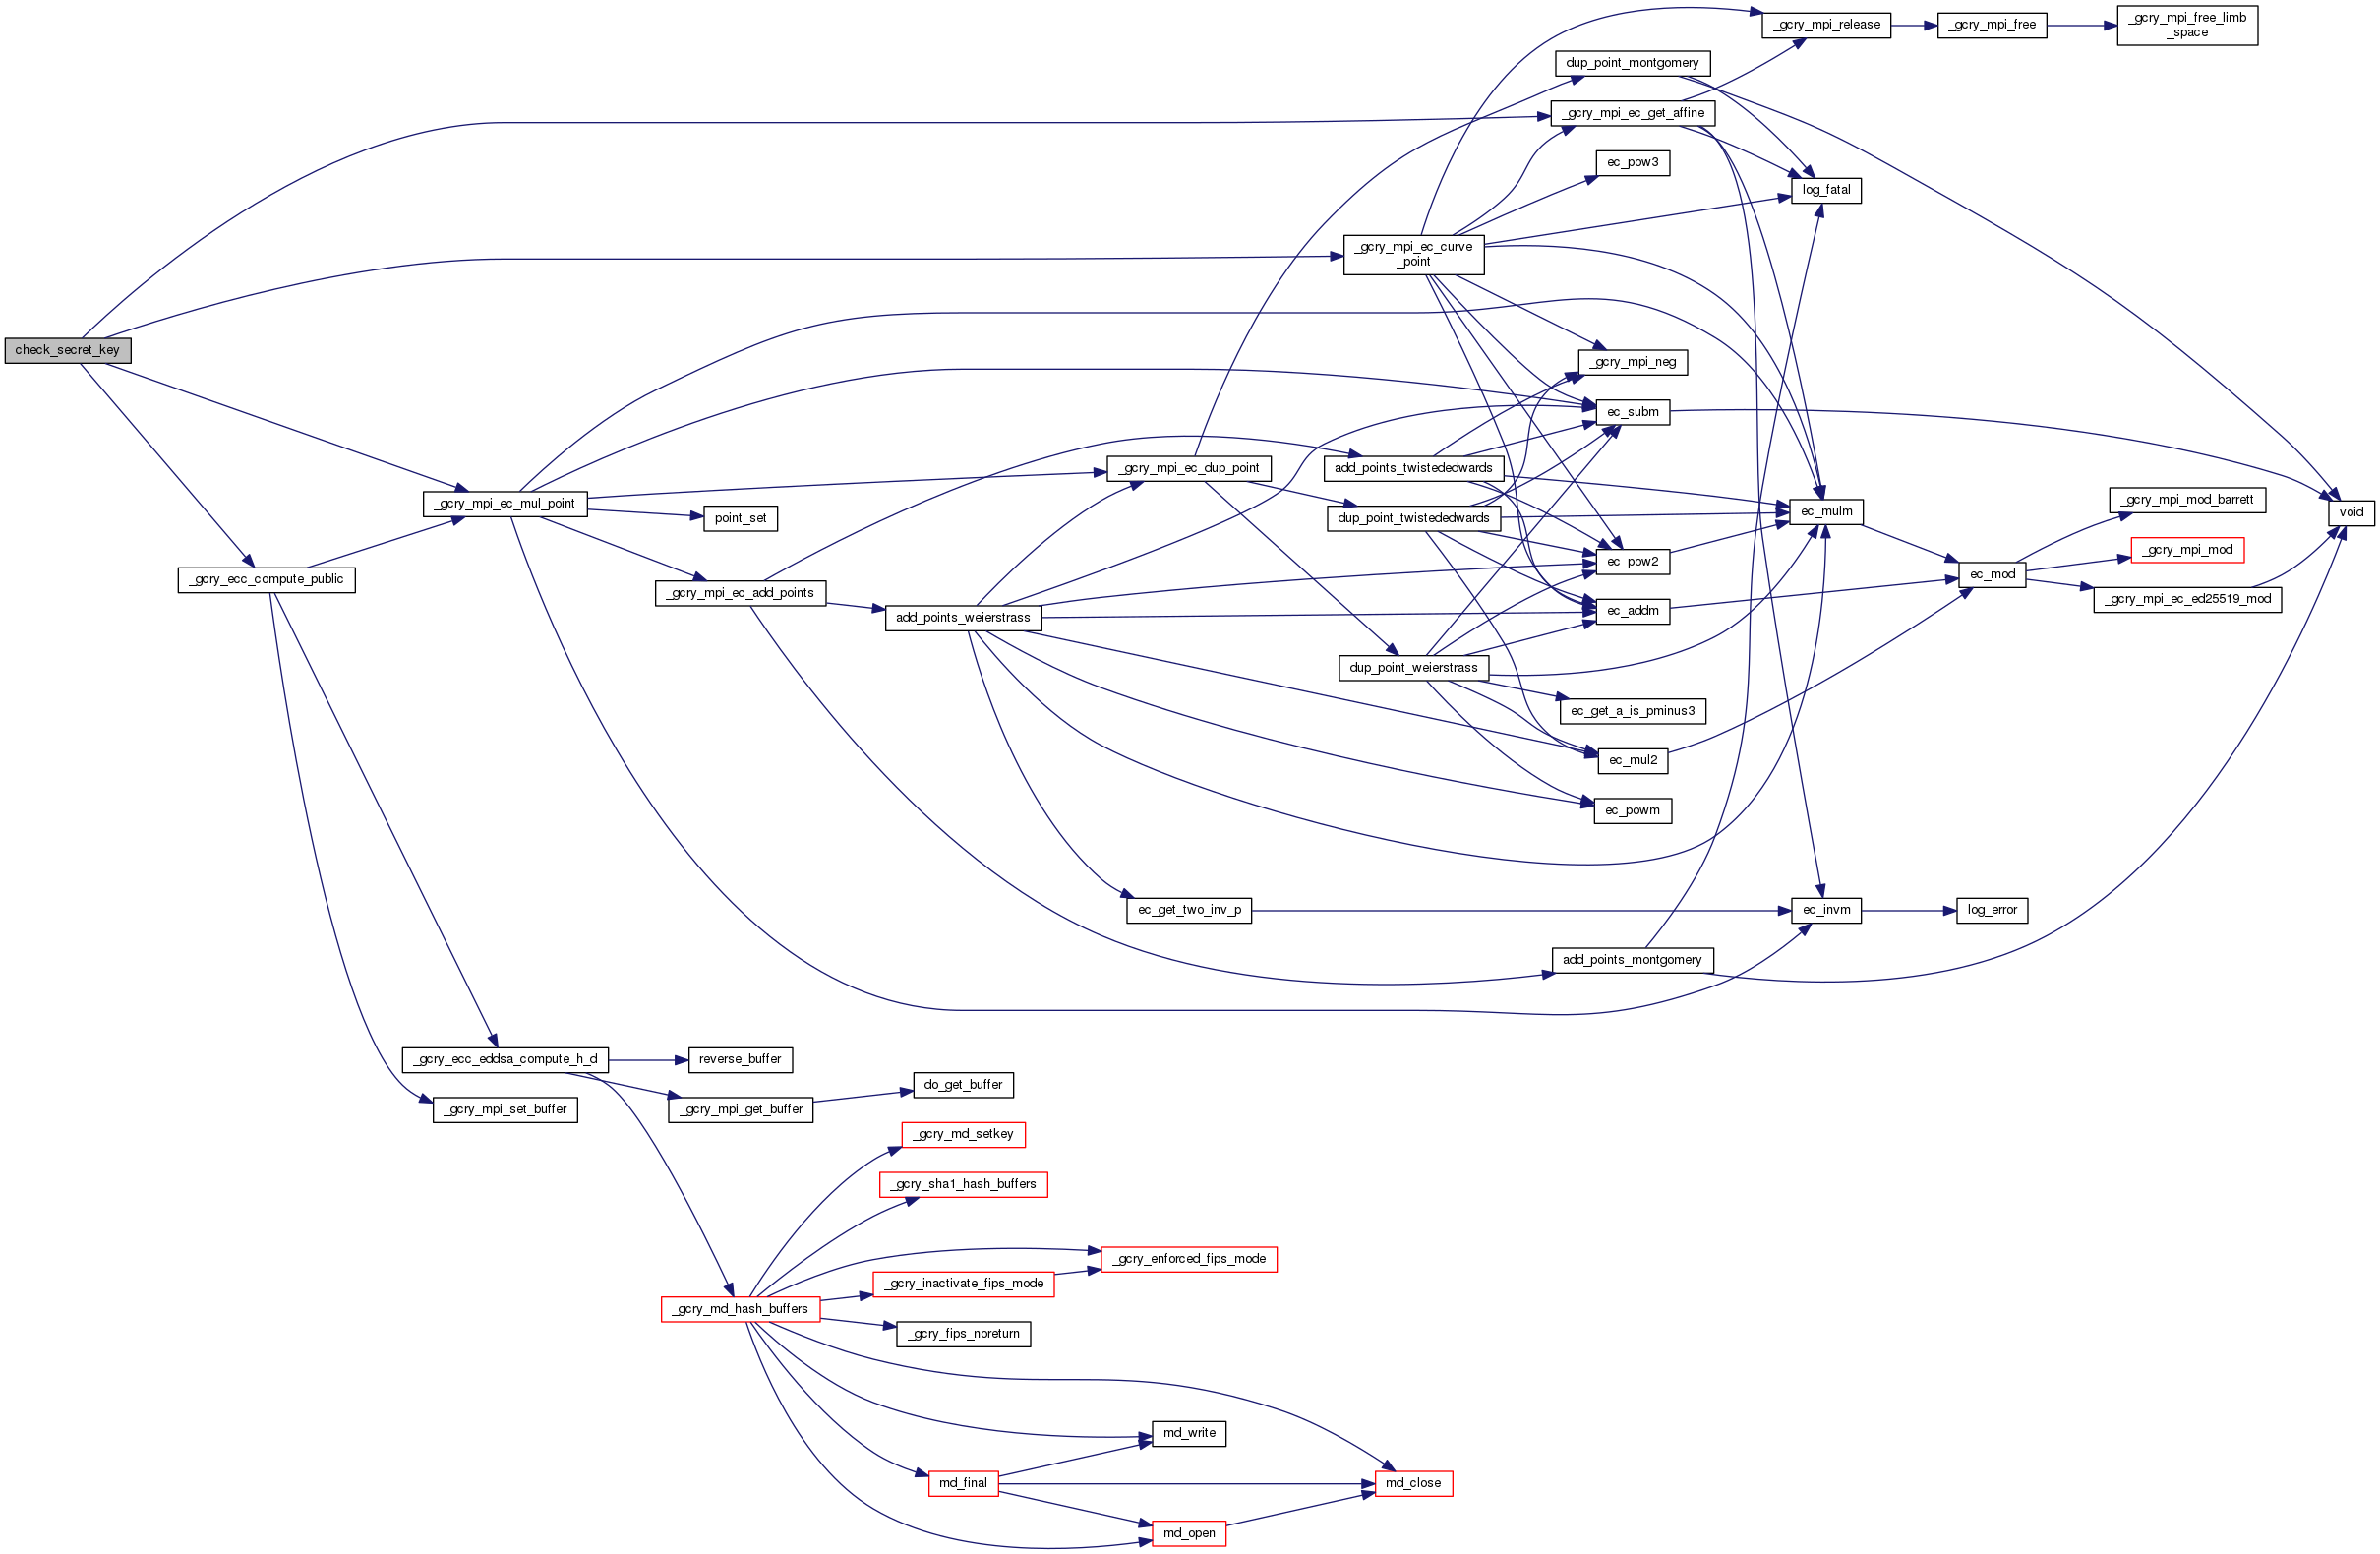 _gcry_mpi_free_limb
_space
_gcry_mpi_release
_gcry_mpi_free
dup_point_montgomery
_gcry_mpi_ec_get_affine
ec_pow3
log_fatal
_gcry_mpi_ec_curve
_point
check_secret_key
_gcry_mpi_neg
ec_subm
_gcry_mpi_ec_dup_point
add_points_twistededwards
_gcry_mpi_ec_mul_point
point_set
dup_point_twistededwards
ec_mulm
_gcry_mpi_mod_barrett
void
_gcry_mpi_mod
ec_pow2
ec_mod
_gcry_ecc_compute_public
_gcry_mpi_ec_add_points
_gcry_mpi_ec_ed25519_mod
add_points_weierstrass
ec_addm
dup_point_weierstrass
ec_get_a_is_pminus3
ec_mul2
ec_powm
ec_get_two_inv_p
ec_invm
log_error
add_points_montgomery
_gcry_ecc_eddsa_compute_h_d
reverse_buffer
do_get_buffer
_gcry_mpi_set_buffer
_gcry_mpi_get_buffer
_gcry_md_setkey
_gcry_sha1_hash_buffers
_gcry_enforced_fips_mode
_gcry_inactivate_fips_mode
_gcry_md_hash_buffers
_gcry_fips_noreturn
md_write
md_final
md_close
md_open